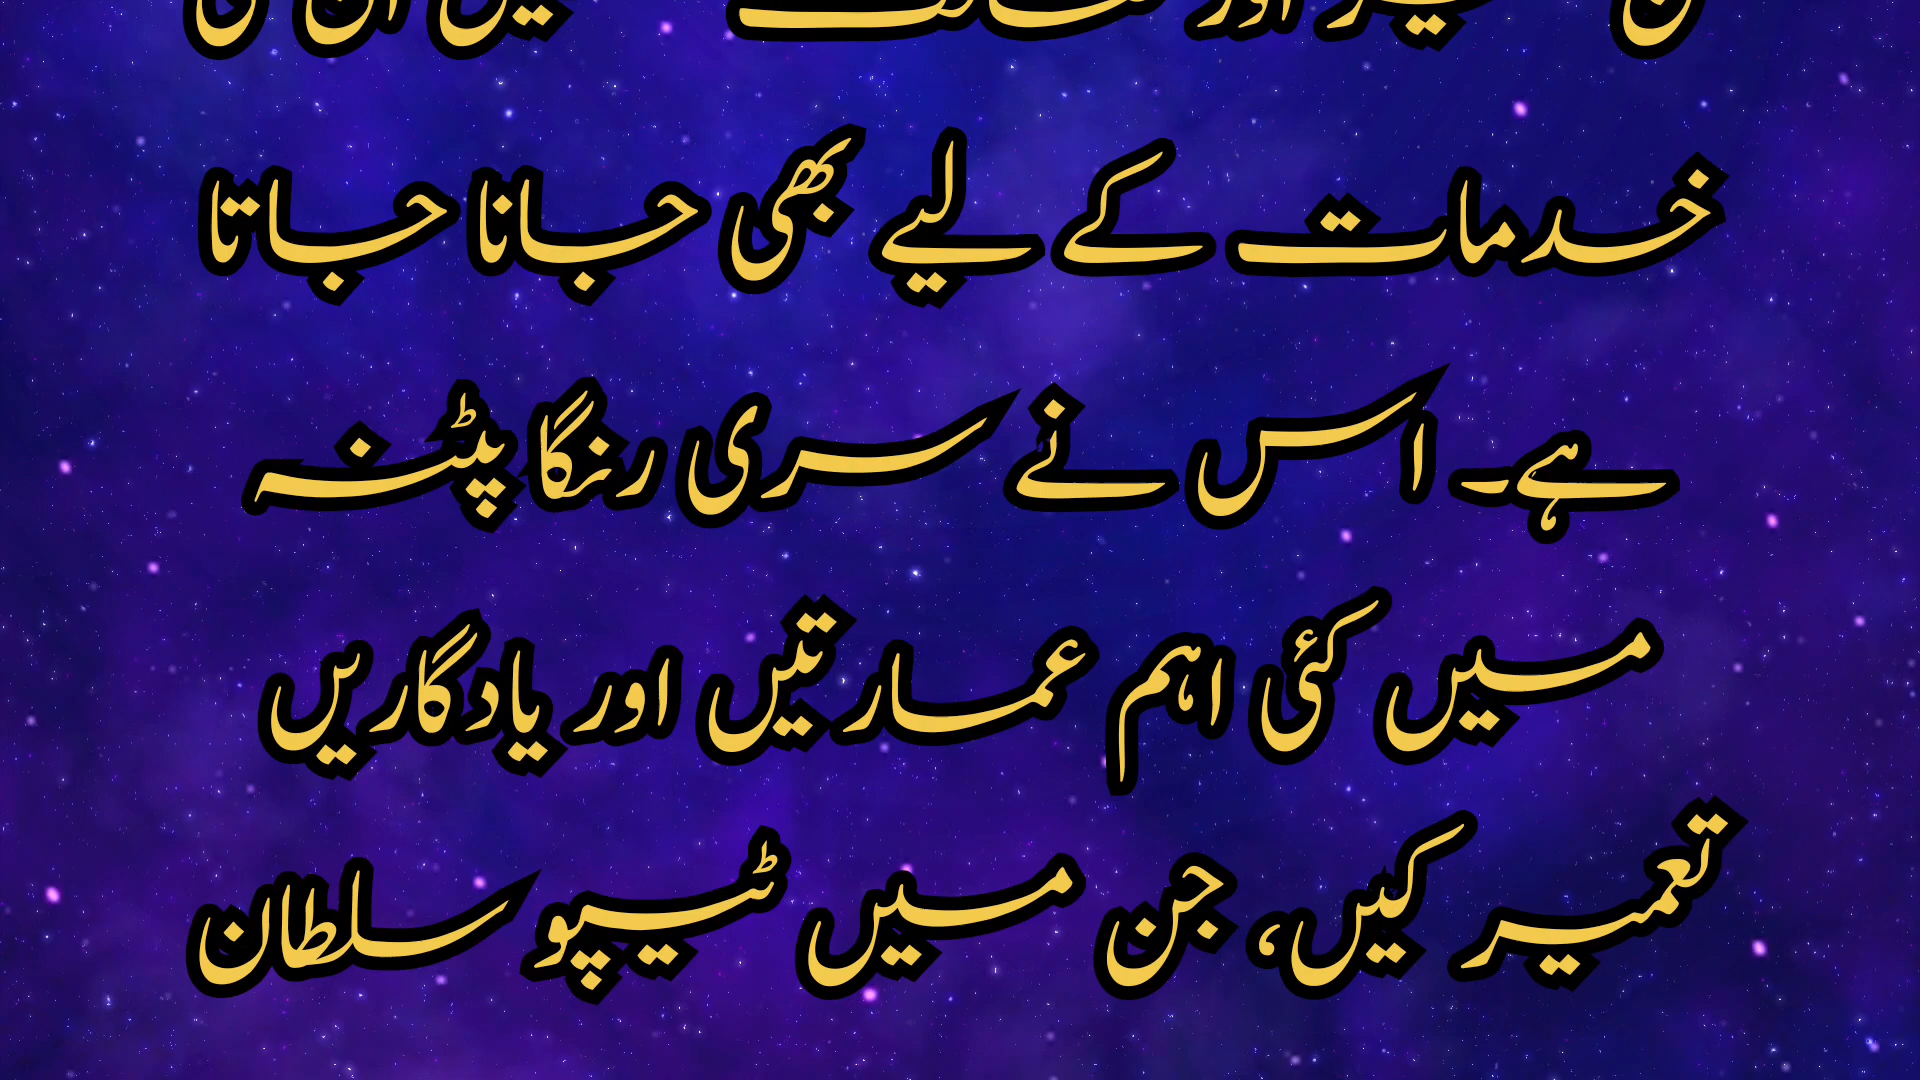 اور
خدمات کے لیے بھی جانا جاتا
ہے۔ اس نے سری رنگا پٹنہ
میں کئی اہم عمارتیں اور یادگاریں
تعمیر کیں، جن میں ٹیپو سلطان